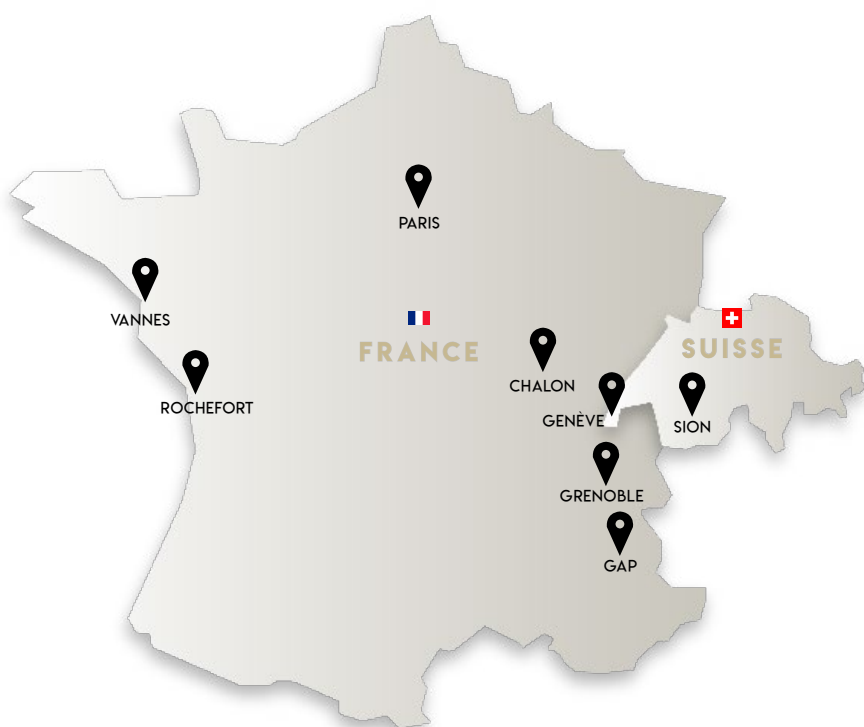 PARIS
VANNES
FRANCE
SUISSE
CHALON
ROCHEFORT
GENÈVE
SION
GRENOBLE
GAP